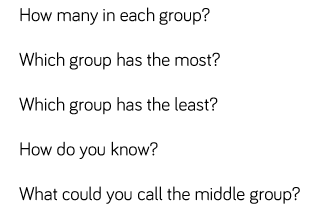 How many in each group?
Which group has the most?
Which group has the least?
How do you know?
What could you call the middle group?